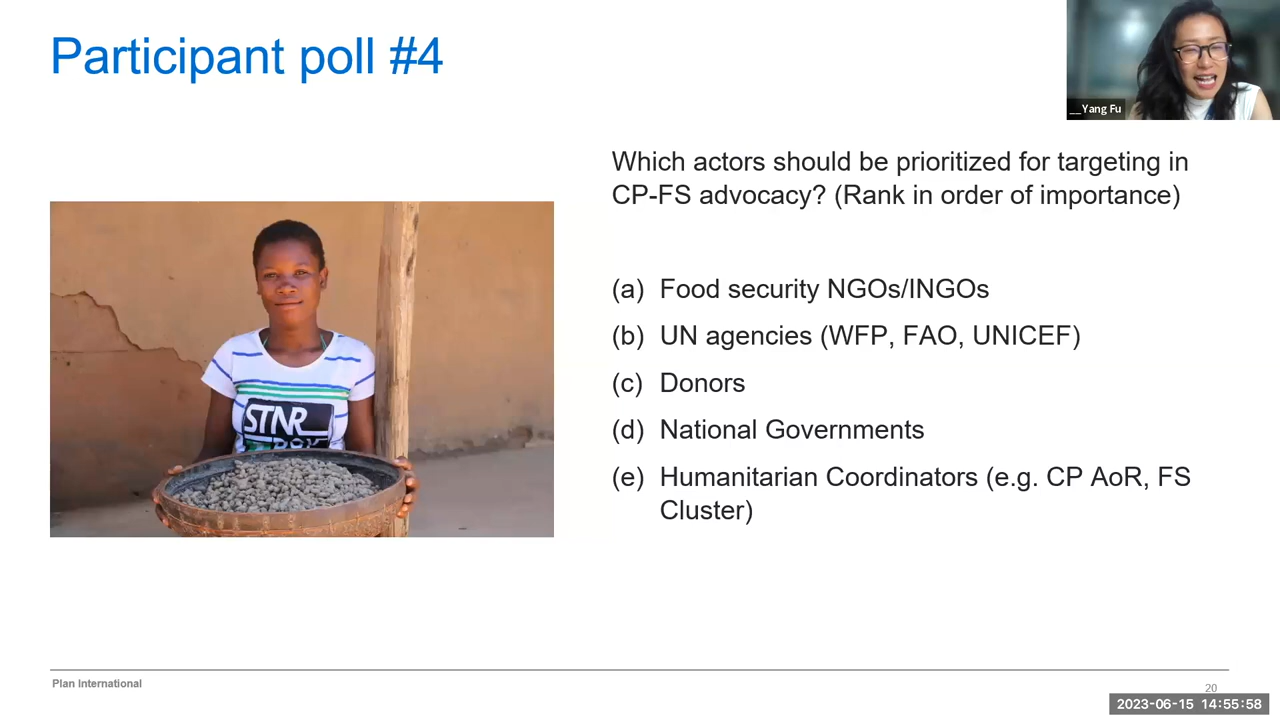 Participant poll #4
__Yang Fu
Which actors should be prioritized for targeting in
CP-FS advocacy? (Rank in order of importance)
(a) Food security NGOs/INGOs
(b) UN agencies (WFP, FAO, UNICEF)
(c) Donors
(d) National Governments
(e) Humanitarian Coordinators (e.g. CP AoR, FS
Cluster)
STNR
Plan International
20
2023-06-15 14:55:58